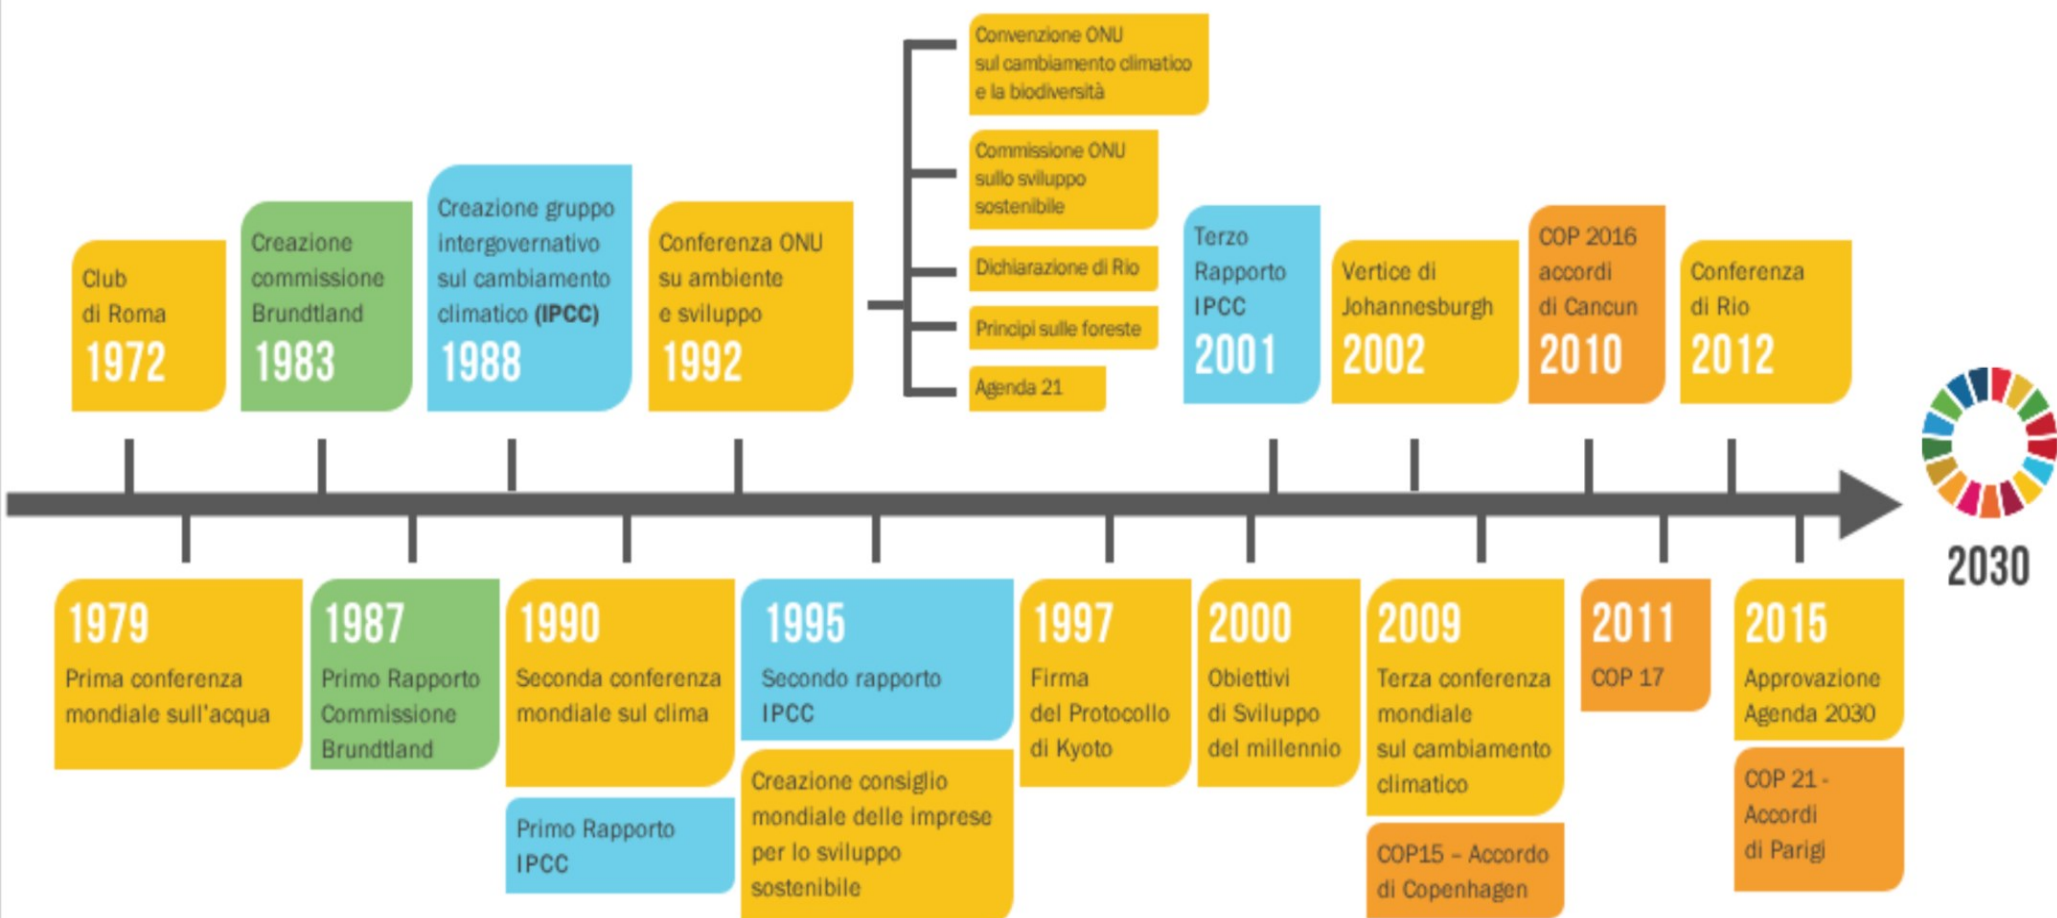 Club
di Roma
1972
Creazione
commissione
Brundtland
1983
Creazione gruppo
intergovernativo
sul cambiamento
climatico (IPCC)
1988
Conferenza ONU
su ambiente
e sviluppo
1992
Convenzione ONU
sul cambiamento climatico
e la biodiversità
Commissione ONU
sullo sviluppo
sostenibile
Dichiarazione di Rio
Principi sulle foreste
Agenda 21
Terzo
Rapporto
IPCC
2001
Vertice di
Johannesburgh
2002
COP 2016
accordi
di Cancun
2010
Conferenza
di Rio
2012
2030
1979
Prima conferenza
mondiale sull'acqua
1987
Primo Rapporto
Commissione
Brundtland
1990
Seconda conferenza
mondiale sul clima
Primo Rapporto
IPCC
1995
Secondo rapporto
IPCC
Creazione consiglio
mondiale delle imprese
per lo sviluppo
sostenibile
1997
Firma
del Protocollo
di Kyoto
2000
Obiettivi
di Sviluppo
del millennio
2009
Terza conferenza
mondiale
sul cambiamento
climatico
COP15 – Accordo
di Copenhagen
2011
COP 17
2015
Approvazione
Agenda 2030
COP 21 -
Accordi
di Parigi